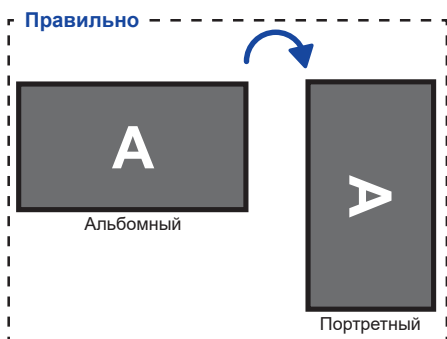 Правильно
A
Альбомный
A
Портретный